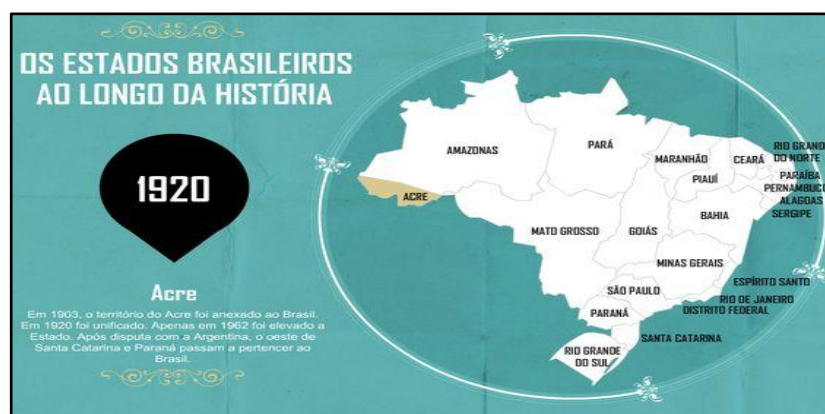 OS ESTADOS BRASILEIROS
AO LONGO DA HISTÓRIA
1920
Acre
Em 1903, o território do Acre foi anexado ao Brasil.
Em 1920 foi unificado. Apenas em 1962 foi elevado a
Estado. Após disputa com a Argentina, o oeste de
Santa Catarina e Paraná passam a pertencer ao
Brasil.
AMAZONAS
PARÁ
MARANHÃO
CEARÁ
RIO GRANDE
DO NORTE
PIAUÍ
PARAÍBA
PERNAMBUCO
ALAGOAS
SERGIPE
ACRE
BAHIA
MATO GROSSO
GOIÁS
MINAS GERAIS
ESPÍRITO SANTO
SÃO PAULO
RIO DE JANEIRO
DISTRITO FEDERAL
PARANÁ
SANTA CATARINA
RIO GRANDE
DO SUL